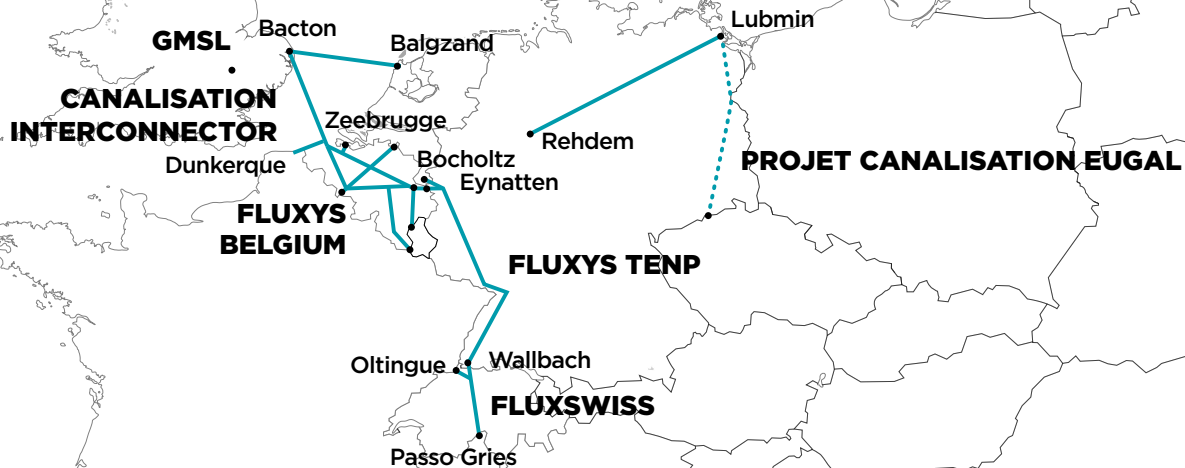 Lubmin
Bacton
GMSL
Balgzand
CANALISATION
INTERCONNECTOR
Zeebrugge
Rehdem
Dunkerque
Bocholtz
PROJET CANALISATION EUGAL
Eynatten
FLUXYS
BELGIUM
FLUXYS TENP
Wallbach
Oltingue
FLUXSWISS
Passo Gries